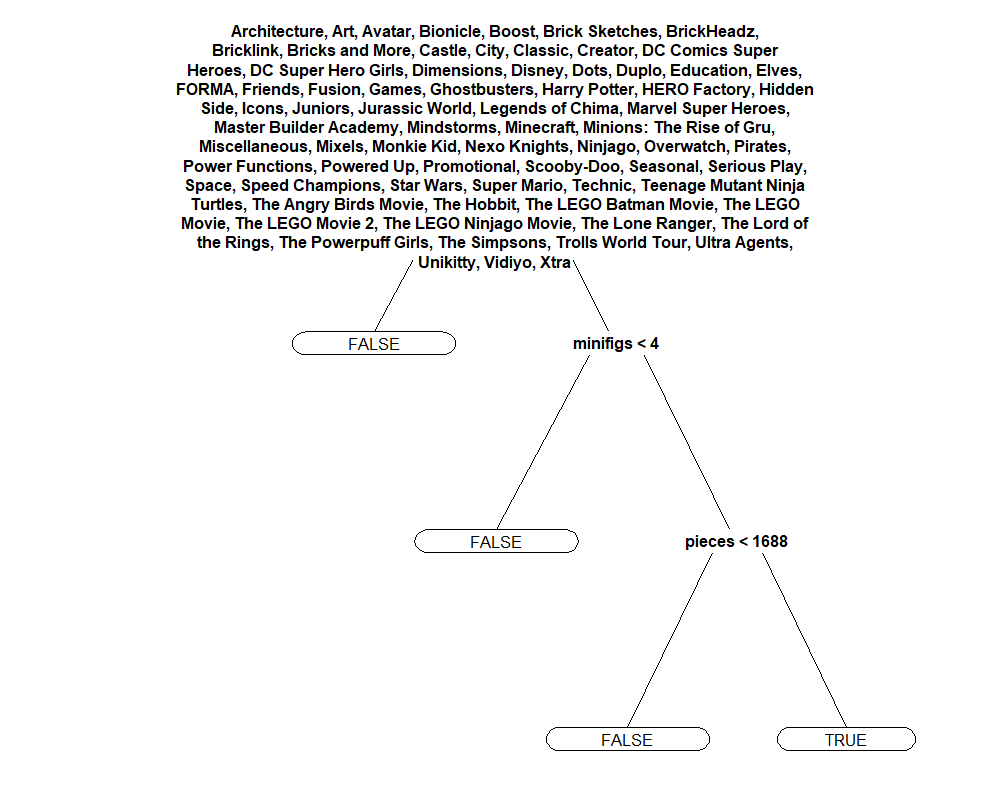 Architecture, Art, Avatar, Bionicle, Boost, Brick Sketches, BrickHeadz,
Bricklink, Bricks and More, Castle, City, Classic, Creator, DC Comics Super
Heroes, DC Super Hero Girls, Dimensions, Disney, Dots, Duplo, Education, Elves,
FORMA, Friends, Fusion, Games, Ghostbusters, Harry Potter, HERO Factory, Hidden
Side, Icons, Juniors, Jurassic World, Legends of Chima, Marvel Super Heroes,
Master Builder Academy, Mindstorms, Minecraft, Minions: The Rise of Gru,
Miscellaneous, Mixels, Monkie Kid, Nexo Knights, Ninjago, Overwatch, Pirates,
Power Functions, Powered Up, Promotional, Scooby-Doo, Seasonal, Serious Play,
Space, Speed Champions, Star Wars, Super Mario, Technic, Teenage Mutant Ninja
Turtles, The Angry Birds Movie, The Hobbit, The LEGO Batman Movie, The LEGO
Movie, The LEGO Movie 2, The LEGO Ninjago Movie, The Lone Ranger, The Lord of
the Rings, The Powerpuff Girls, The Simpsons, Trolls World Tour, Ultra Agents,
Unikitty, Vidiyo, Xtra
FALSE
minifigs < 4
FALSE
pieces < 1688
FALSE
TRUE